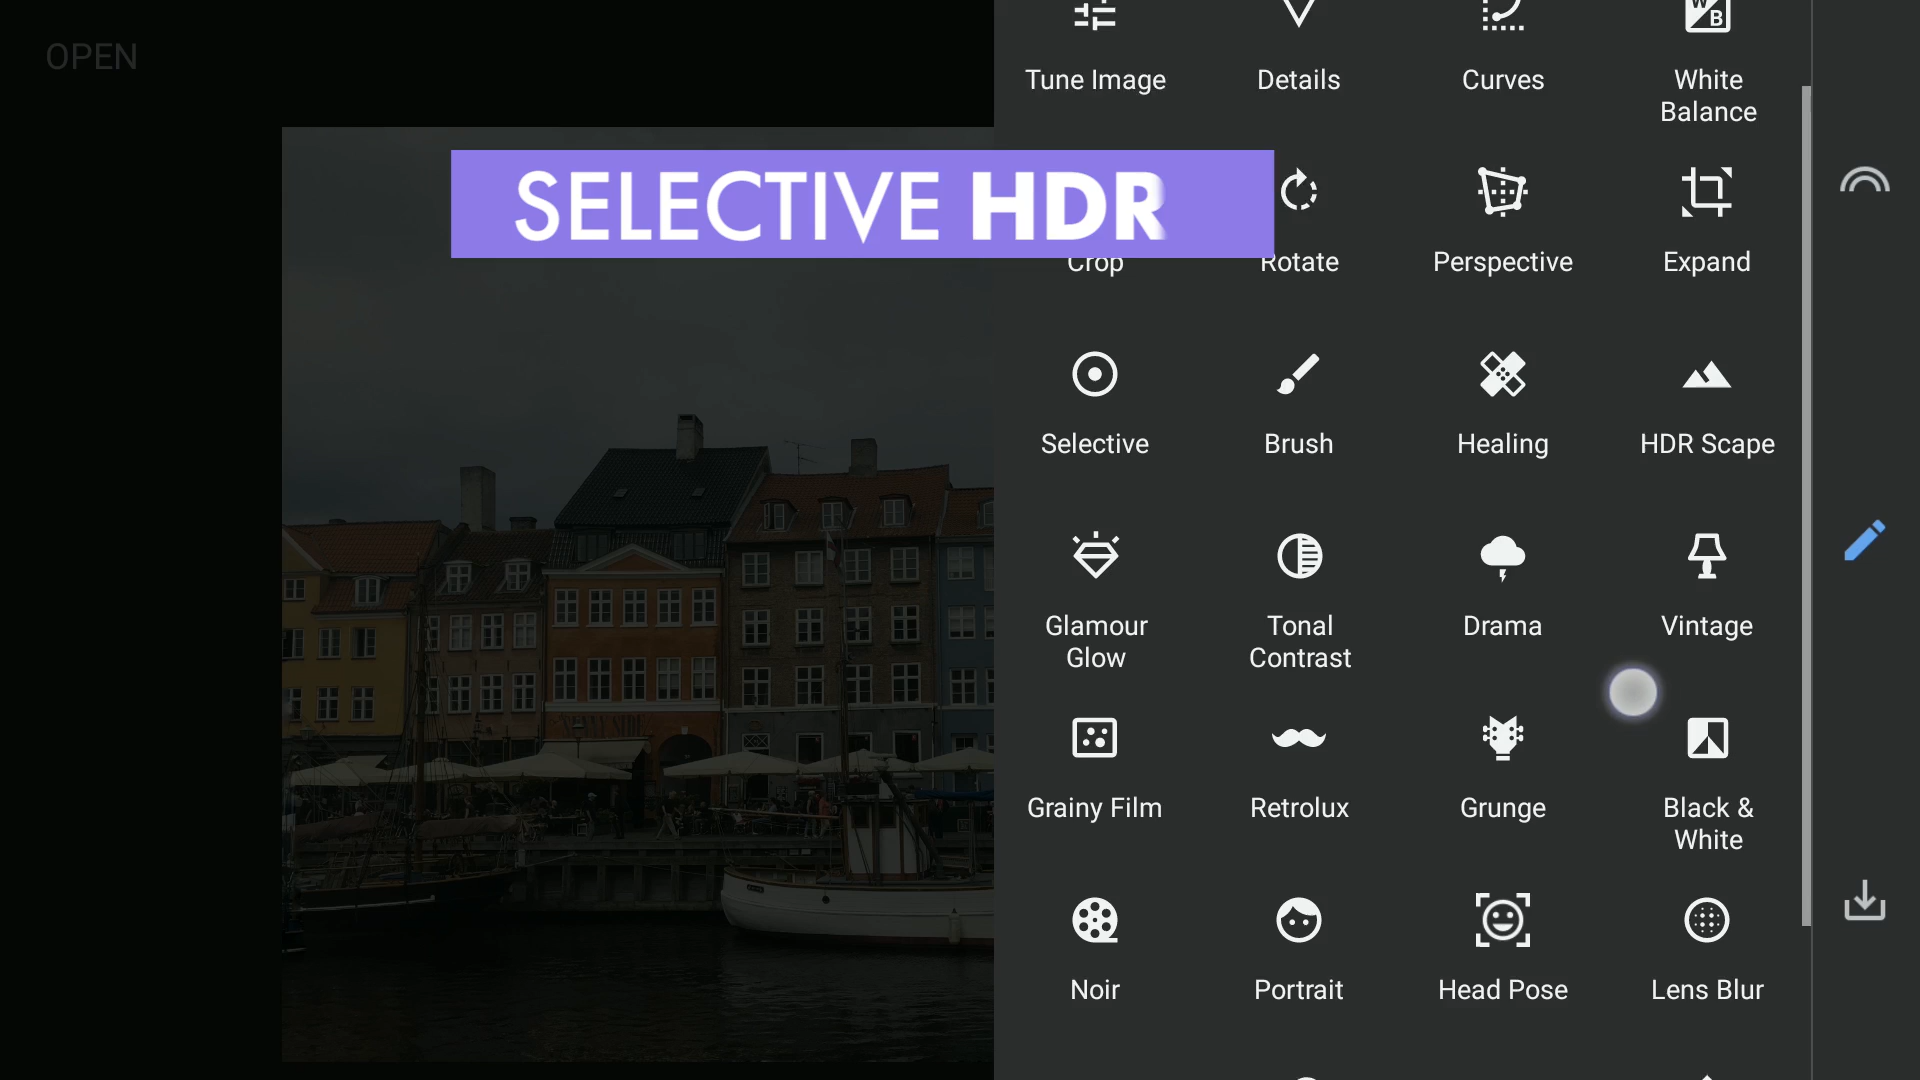 OPEN
Tune Image
Details
Curves
White
Balance
SELECTIVE HDR
Crop
Rotate
Perspective
Expand
Selective
Brush
Healing
HDR Scape
Glamour
Glow
Tonal
Contrast
Drama
Vintage
Grainy Film
Retrolux
Grunge
Black &
White
Noir
Portrait
Head Pose
Lens Blur